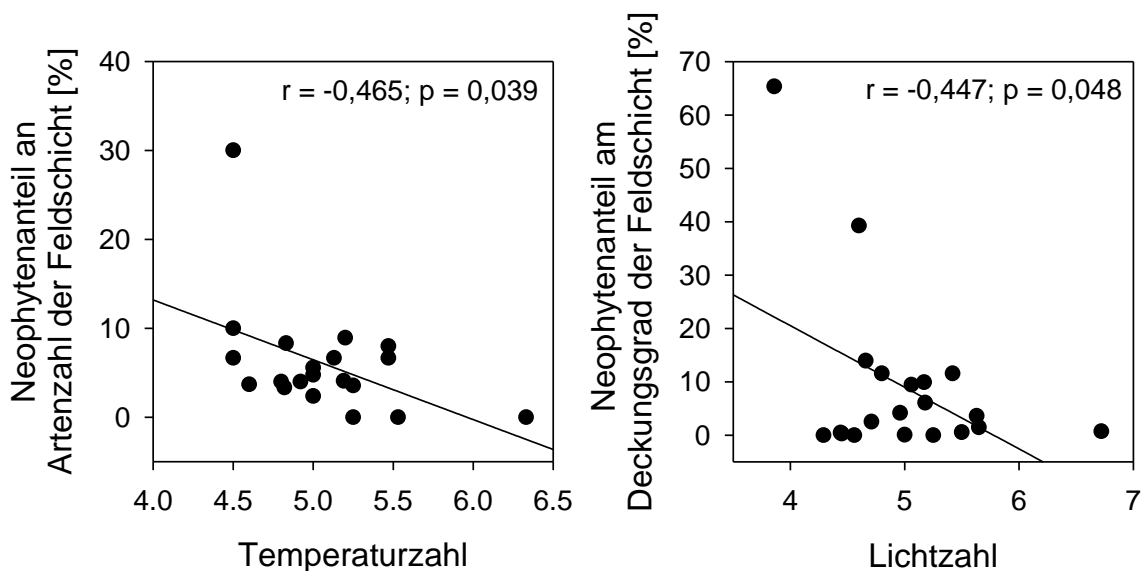 Neophytenanteil an
Artenzahl der Feldschicht [%]
40
30
20
10
0
r = -0,465; p = 0,039
4.0 4.5 5.0 5.5 6.0 6.5
Temperaturzahl
Neophytenanteil am
Deckungsgrad der Feldschicht [%]
70
60
50
40
30
20
10
0
r = -0,447; p = 0,048
4 5 6 7
Lichtzahl